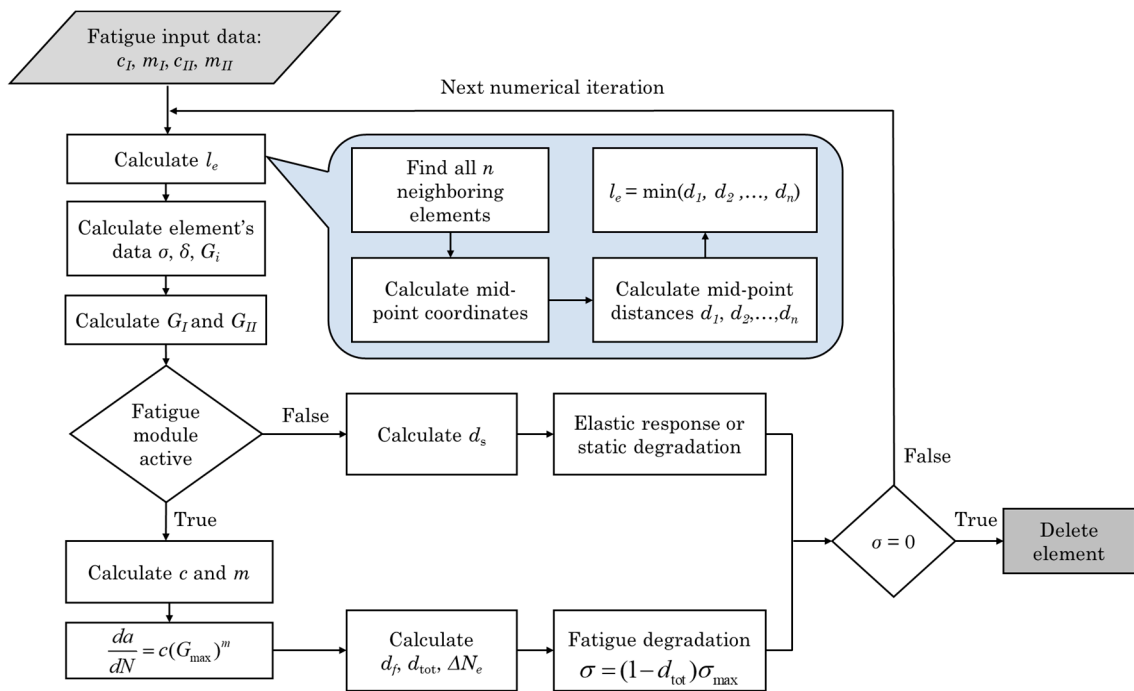 Fatigue input data:
c_I, m_I, c_II, m_II
Next numerical iteration
Calculate l_e
Find all n
neighboring
elements
l_e = min(d_1, d_2 ,…, d_n)
Calculate mid-
point coordinates
Calculate mid-point
distances d_1, d_2,…,d_n
Calculate element's
data σ, δ, G_i
Calculate G_I and G_II
Fatigue
module
active
False
Calculate d_s
Elastic response or
static degradation
True
Calculate c and m
da/dN = c(G_max)^m
Calculate
d_f, d_tot, ΔN_e
Fatigue degradation
σ = (1−d_tot)σ_max
False
σ = 0
True
Delete
element